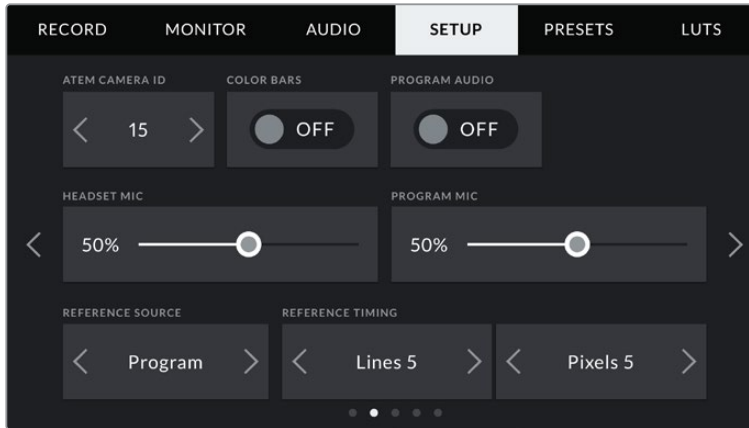 RECORD MONITOR AUDIO SETUP PRESETS LUTS
ATEM CAMERA ID COLOR BARS PROGRAM AUDIO
15 OFF OFF
HEADSET MIC PROGRAM MIC
50% 50%
REFERENCE SOURCE REFERENCE TIMING
Program Lines 5 Pixels 5